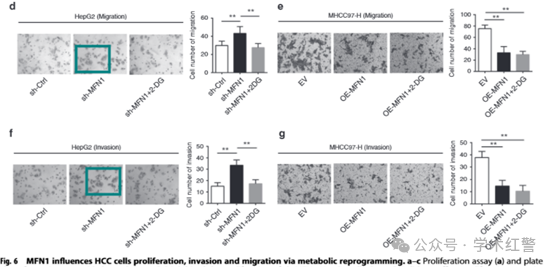 d
HepG2 (Migration)
sh-Ctrl
sh-MFN1
sh-MFN1+2-DG
Cell number of migration
60
40
20
0
**
**
sh-Ctrl
sh-MFN1
sh-MFN1+2DG
e
MHCC97-H (Migration)
EV
OE-MFN1
OE-MFN1+2-DG
Cell number of migration
100
80
60
40
20
0
**
**
EV
OE-MFN1
OE-MFN1+2-DG
f
HepG2 (Invasion)
sh-Ctrl
sh-MFN1
sh-MFN1+2-DG
Cell number of invasion
50
40
30
20
10
0
**
**
sh-Ctrl
sh-MFN1
sh-MFN1+2DG
g
MHCC97-H (Invasion)
EV
OE-MFN1
OE-MFN1+2-DG
Cell number of invasion
50
40
30
20
10
0
**
**
EV
OE-MFN1
OE-MFN1+2-DG
公众号·学术红警
Fig. 6 MFN1 influences HCC cells proliferation, invasion and migration via metabolic reprogramming. a–c Proliferation assay (a) and plate